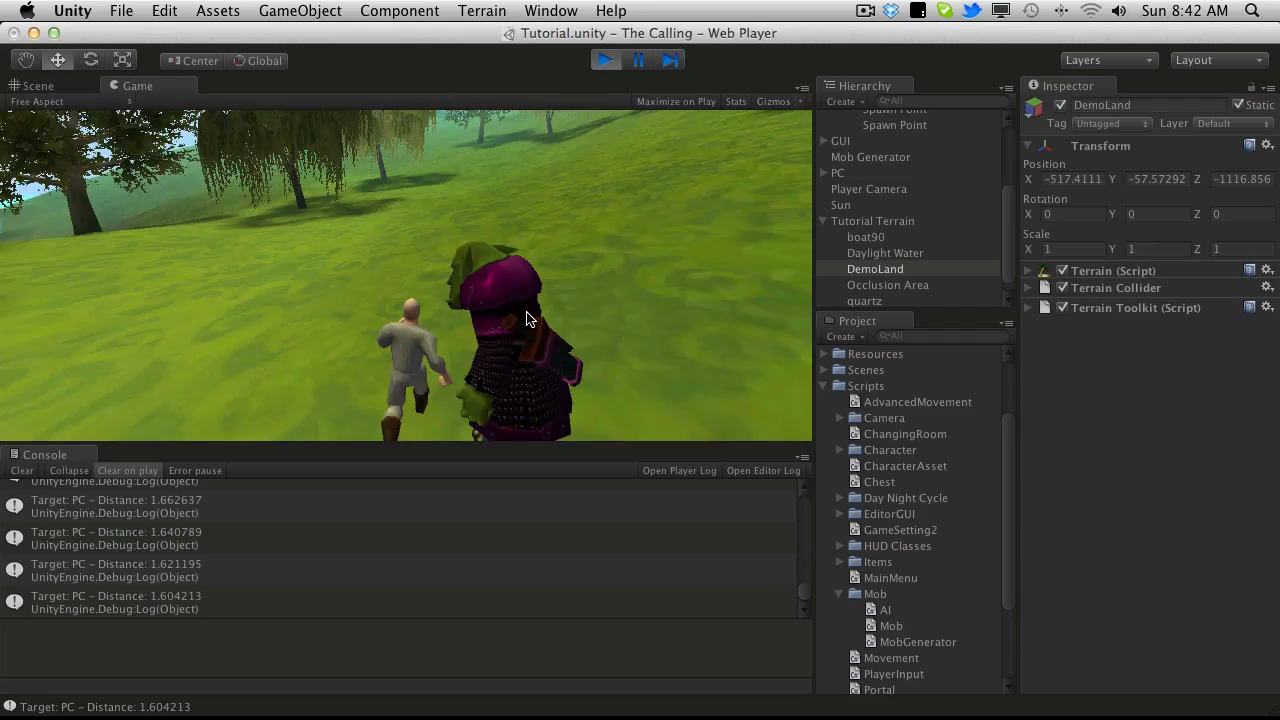 Unity File Edit Assets GameObject Component Terrain Window Help Sun 8:42 AM
Tutorial.unity - The Calling - Web Player
Center Global Layers Layout
Scene Game
Free Aspect Maximize on Play Stats Gizmos
Hierarchy
Create All
Spawn Point
Spawn Point
GUI
Mob Generator
PC
Player Camera
Sun
Tutorial Terrain
boat90
Daylight Water
DemoLand
Occlusion Area
quartz
Inspector
DemoLand Static
Tag Untagged Layer Default
Transform
Position
X -517.4111 Y -57.57292 Z -1116.856
Rotation
X 0 Y 0 Z 0
Scale
X 1 Y 1 Z 1
Terrain (Script)
Terrain Collider
Terrain Toolkit (Script)
Project
Create All
Resources
Scenes
Scripts
AdvancedMovement
Camera
ChangingRoom
Character
CharacterAsset
Chest
Day Night Cycle
EditorGUI
GameSetting2
HUD Classes
Items
MainMenu
Mob
AI
Mob
MobGenerator
Movement
PlayerInput
Portal
Console
Clear Collapse Clear on play Error pause Open Player Log Open Editor Log
UnityEngine.Debug:Log(Object)
Target: PC - Distance: 1.662637
UnityEngine.Debug:Log(Object)
Target: PC - Distance: 1.640789
UnityEngine.Debug:Log(Object)
Target: PC - Distance: 1.621195
UnityEngine.Debug:Log(Object)
Target: PC - Distance: 1.604213
UnityEngine.Debug:Log(Object)
Target: PC - Distance: 1.604213